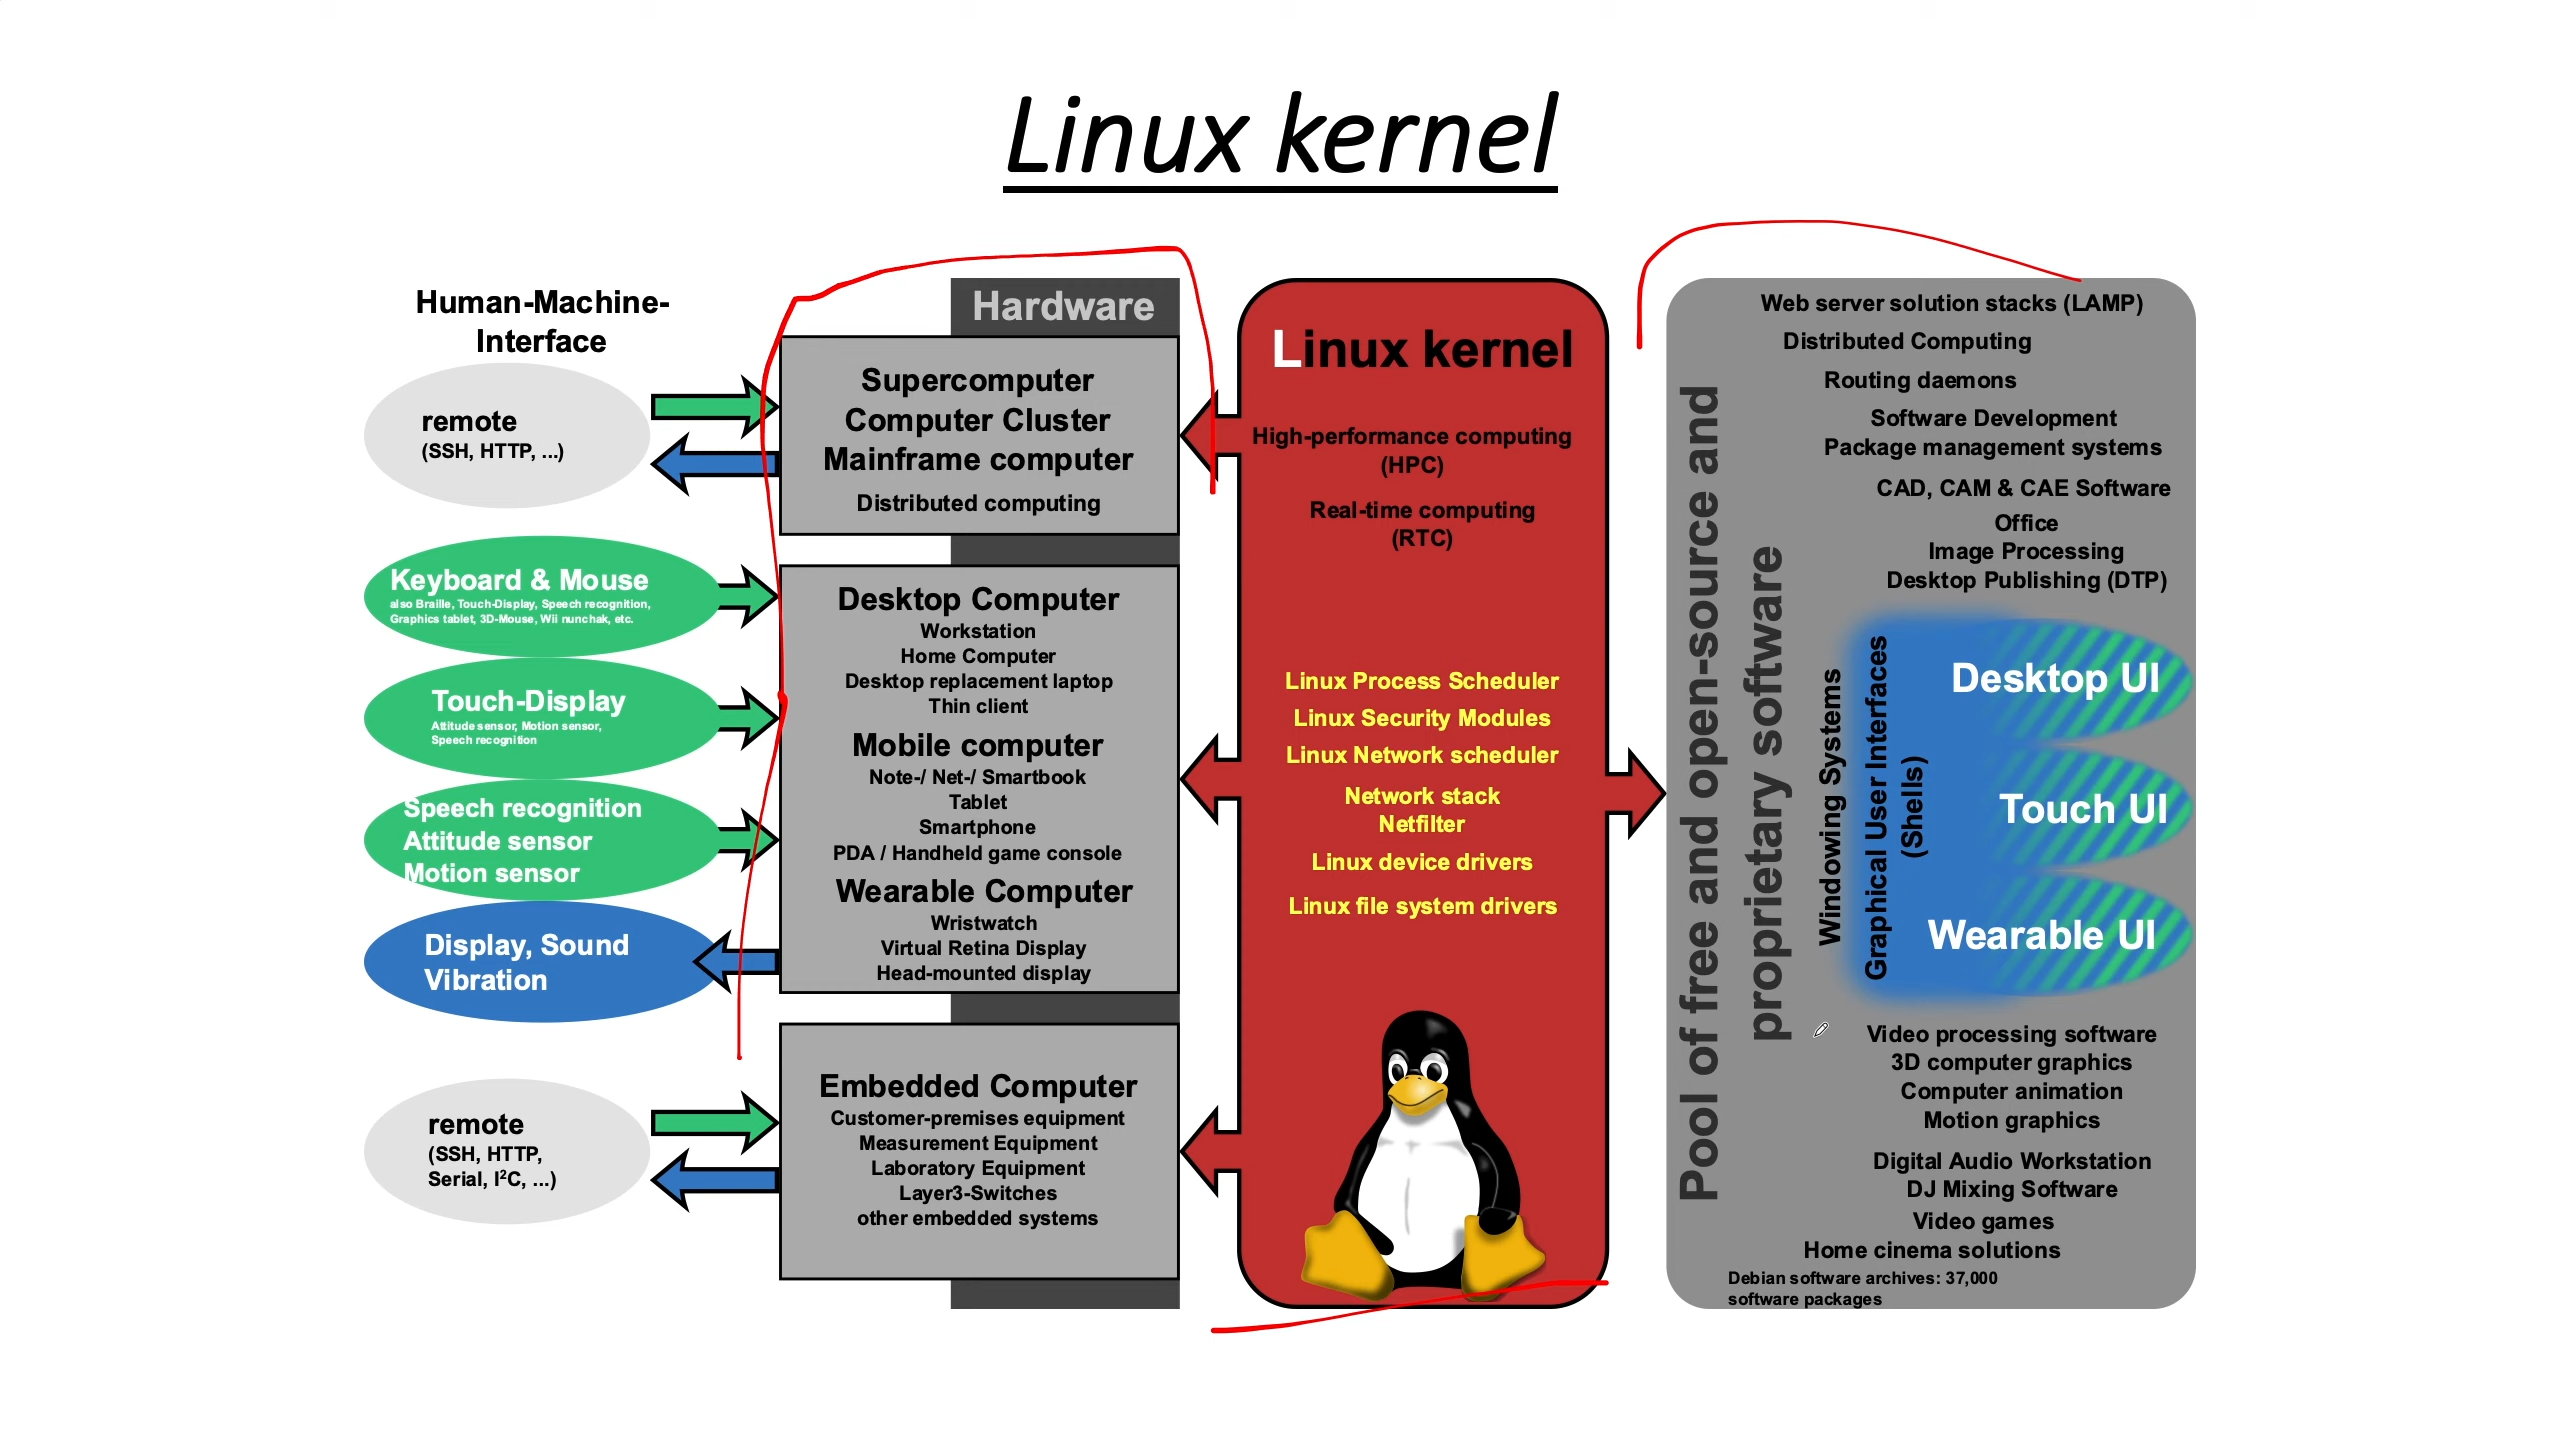 Linux kernel
Human-Machine-
Interface
remote
(SSH, HTTP, ...)
Keyboard & Mouse
also Braille, Touch-Display, Speech recognition,
Graphics tablet, 3D-Mouse, Wii nunchak, etc.
Touch-Display
Attitude sensor, Motion sensor,
Speech recognition
Speech recognition
Attitude sensor
Motion sensor
Display, Sound
Vibration
remote
(SSH, HTTP,
Serial, I²C, ...)
Hardware
Supercomputer
Computer Cluster
Mainframe computer
Distributed computing
Desktop Computer
Workstation
Home Computer
Desktop replacement laptop
Thin client
Mobile computer
Note-/ Net-/ Smartbook
Tablet
Smartphone
PDA / Handheld game console
Wearable Computer
Wristwatch
Virtual Retina Display
Head-mounted display
Embedded Computer
Customer-premises equipment
Measurement Equipment
Laboratory Equipment
Layer3-Switches
other embedded systems
Linux kernel
High-performance computing
(HPC)
Real-time computing
(RTC)
Linux Process Scheduler
Linux Security Modules
Linux Network scheduler
Network stack
Netfilter
Linux device drivers
Linux file system drivers
Pool of free and open-source and
proprietary software
Web server solution stacks (LAMP)
Distributed Computing
Routing daemons
Software Development
Package management systems
CAD, CAM & CAE Software
Office
Image Processing
Desktop Publishing (DTP)
Windowing Systems
Graphical User Interfaces
(Shells)
Desktop UI
Touch UI
Wearable UI
Video processing software
3D computer graphics
Computer animation
Motion graphics
Digital Audio Workstation
DJ Mixing Software
Video games
Home cinema solutions
Debian software archives: 37,000
software packages